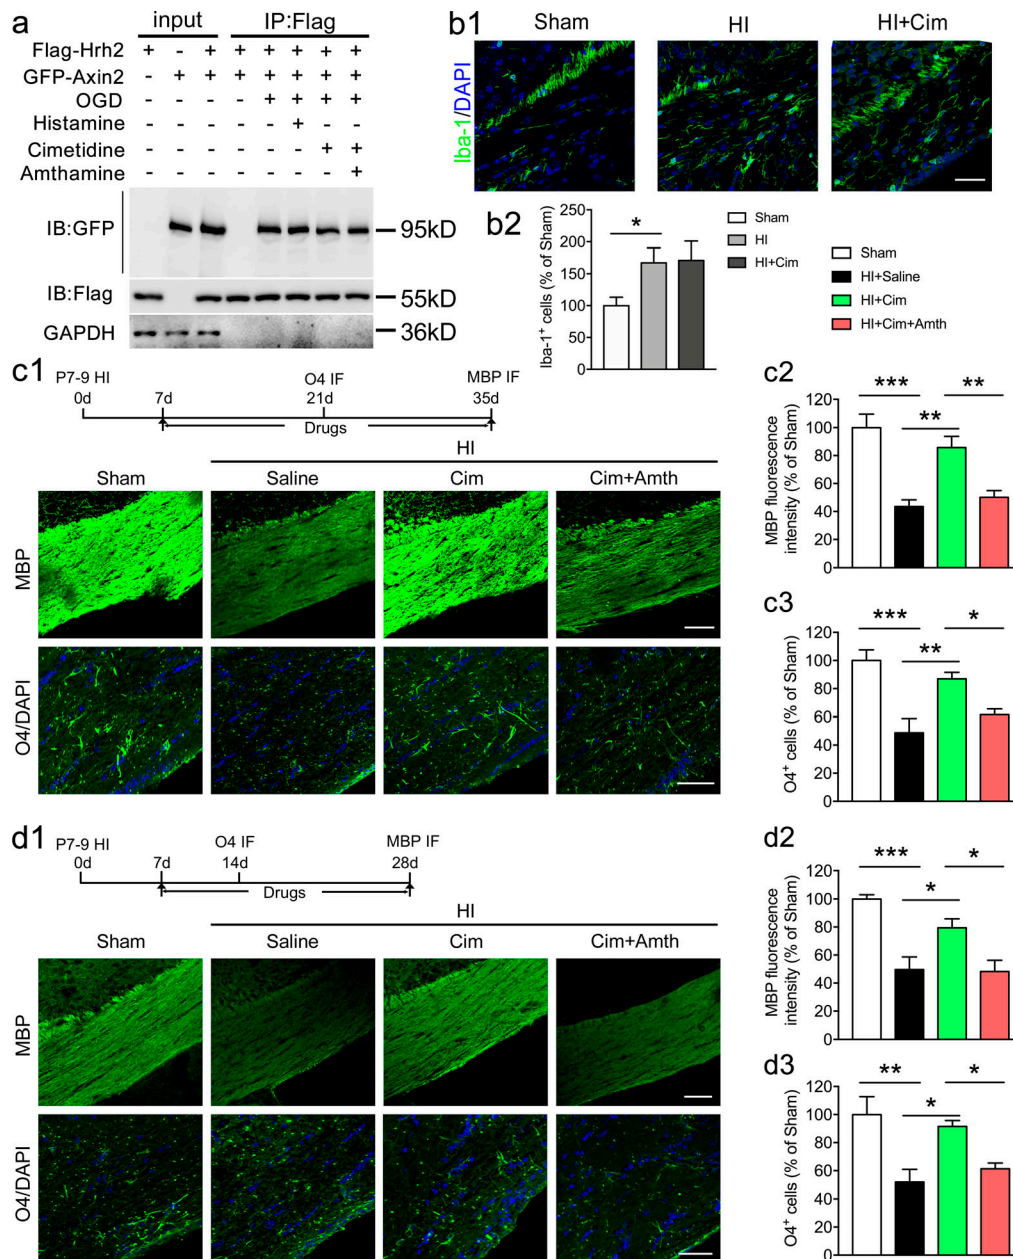 a
input IP:Flag
Flag-Hrh2 + - + + + + + +
GFP-Axin2 - + + + + + + +
OGD - - - - + + + +
Histamine - - - - - + - -
Cimetidine - - - - - - + +
Amthamine - - - - - - - +
IB:GFP 95kD
IB:Flag 55kD
GAPDH 36kD
b1
Sham HI HI+Cim
Iba-1/DAPI
b2
Iba-1⁺ cells (% of Sham)
250
200
150
100
50
0
*
Sham
HI
HI+Cim
Sham
HI+Saline
HI+Cim
HI+Cim+Amth
c1
P7-9 HI O4 IF MBP IF
0d 7d 21d 35d
Drugs
HI
Sham Saline Cim Cim+Amth
MBP
O4/DAPI
c2
MBP fluorescence
intensity (% of Sham)
120
100
80
60
40
20
0
*** **
**
c3
O4⁺ cells (% of Sham)
120
100
80
60
40
20
0
*** *
**
d1
P7-9 HI O4 IF MBP IF
0d 7d 14d 28d
Drugs
HI
Sham Saline Cim Cim+Amth
MBP
O4/DAPI
d2
MBP fluorescence
intensity (% of Sham)
120
100
80
60
40
20
0
*** *
*
d3
O4⁺ cells (% of Sham)
120
100
80
60
40
20
0
** *
*